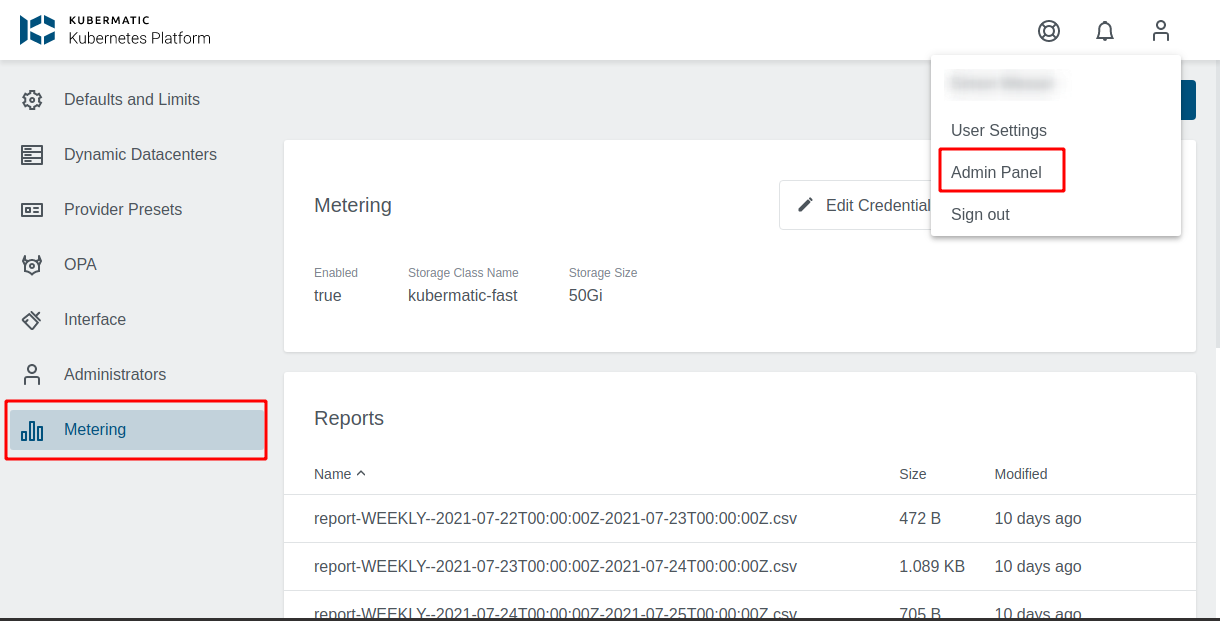 KUBERMATIC
Kubernetes Platform
User Settings
Admin Panel
Sign out
Defaults and Limits
Dynamic Datacenters
Provider Presets
OPA
Interface
Administrators
Metering
Metering
Edit Credential
Enabled Storage Class Name Storage Size
true kubermatic-fast 50Gi
Reports
Name Size Modified
report-WEEKLY--2021-07-22T00:00:00Z-2021-07-23T00:00:00Z.csv 472 B 10 days ago
report-WEEKLY--2021-07-23T00:00:00Z-2021-07-24T00:00:00Z.csv 1.089 KB 10 days ago
report-WEEKLY--2021-07-24T00:00:00Z-2021-07-25T00:00:00Z.csv 705 B 10 days ago